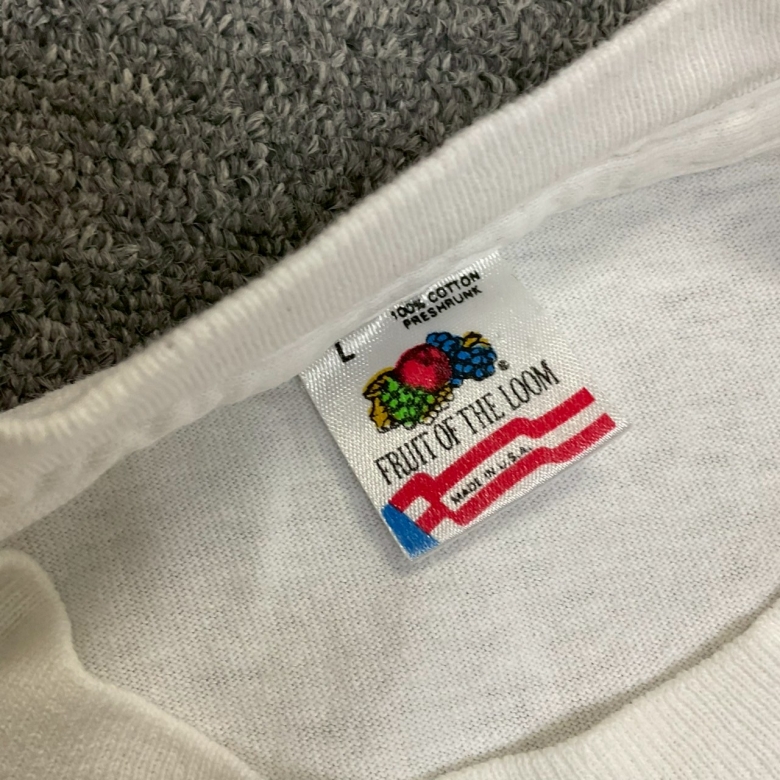 100% COTTON
PRESHRUNK
L
®
FRUIT OF THE LOOM
MADE IN U.S.A.